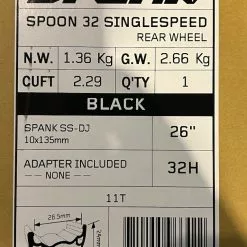 SPOON 32 SINGLESPEED
REAR WHEEL
N.W. 1.36 Kg G.W. 2.66 Kg
CUFT 2.29 Q'TY 1
BLACK
SPANK SS-DJ 26"
10x135mm
ADAPTER INCLUDED 32H
-- NONE --
11T
26.5mm